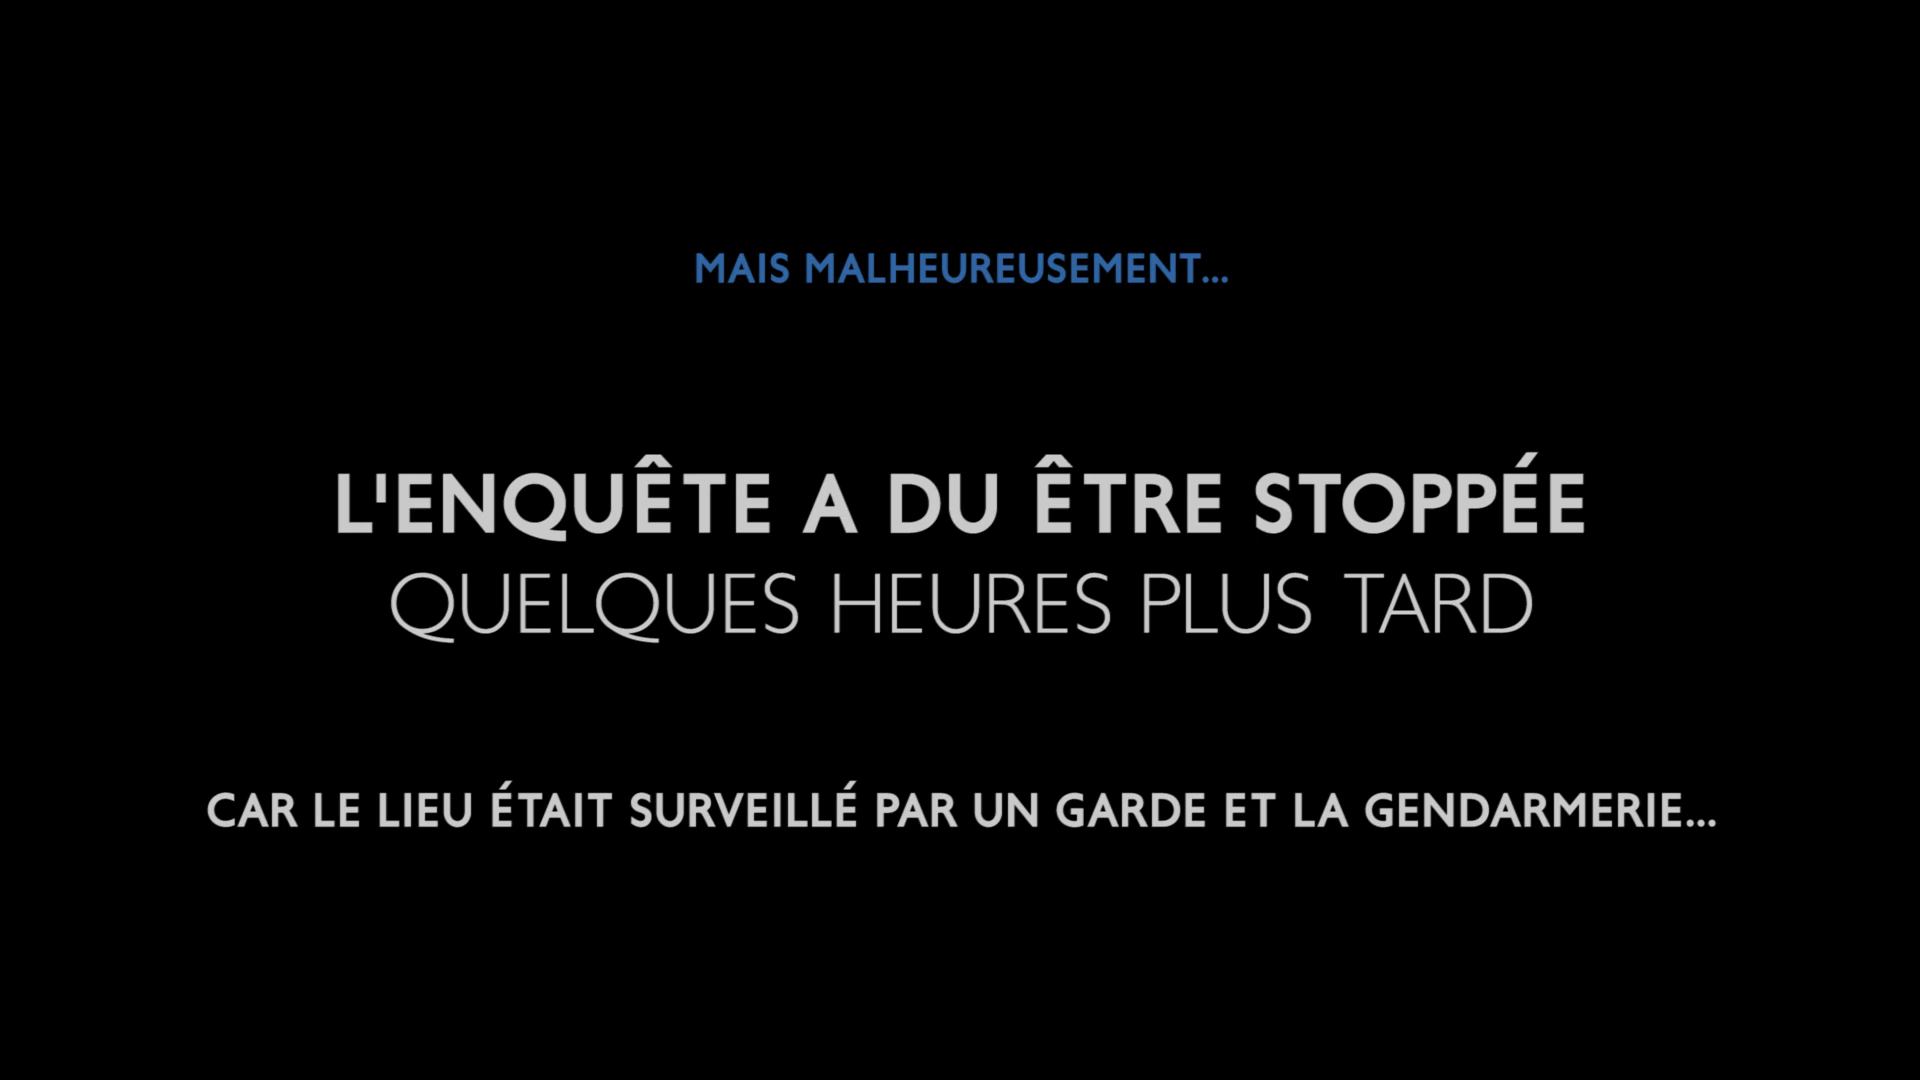 MAIS MALHEUREUSEMENT...
L'ENQUÊTE A DU ÊTRE STOPPÉE
QUELQUES HEURES PLUS TARD
CAR LE LIEU ÉTAIT SURVEILLÉ PAR UN GARDE ET LA GENDARMERIE...